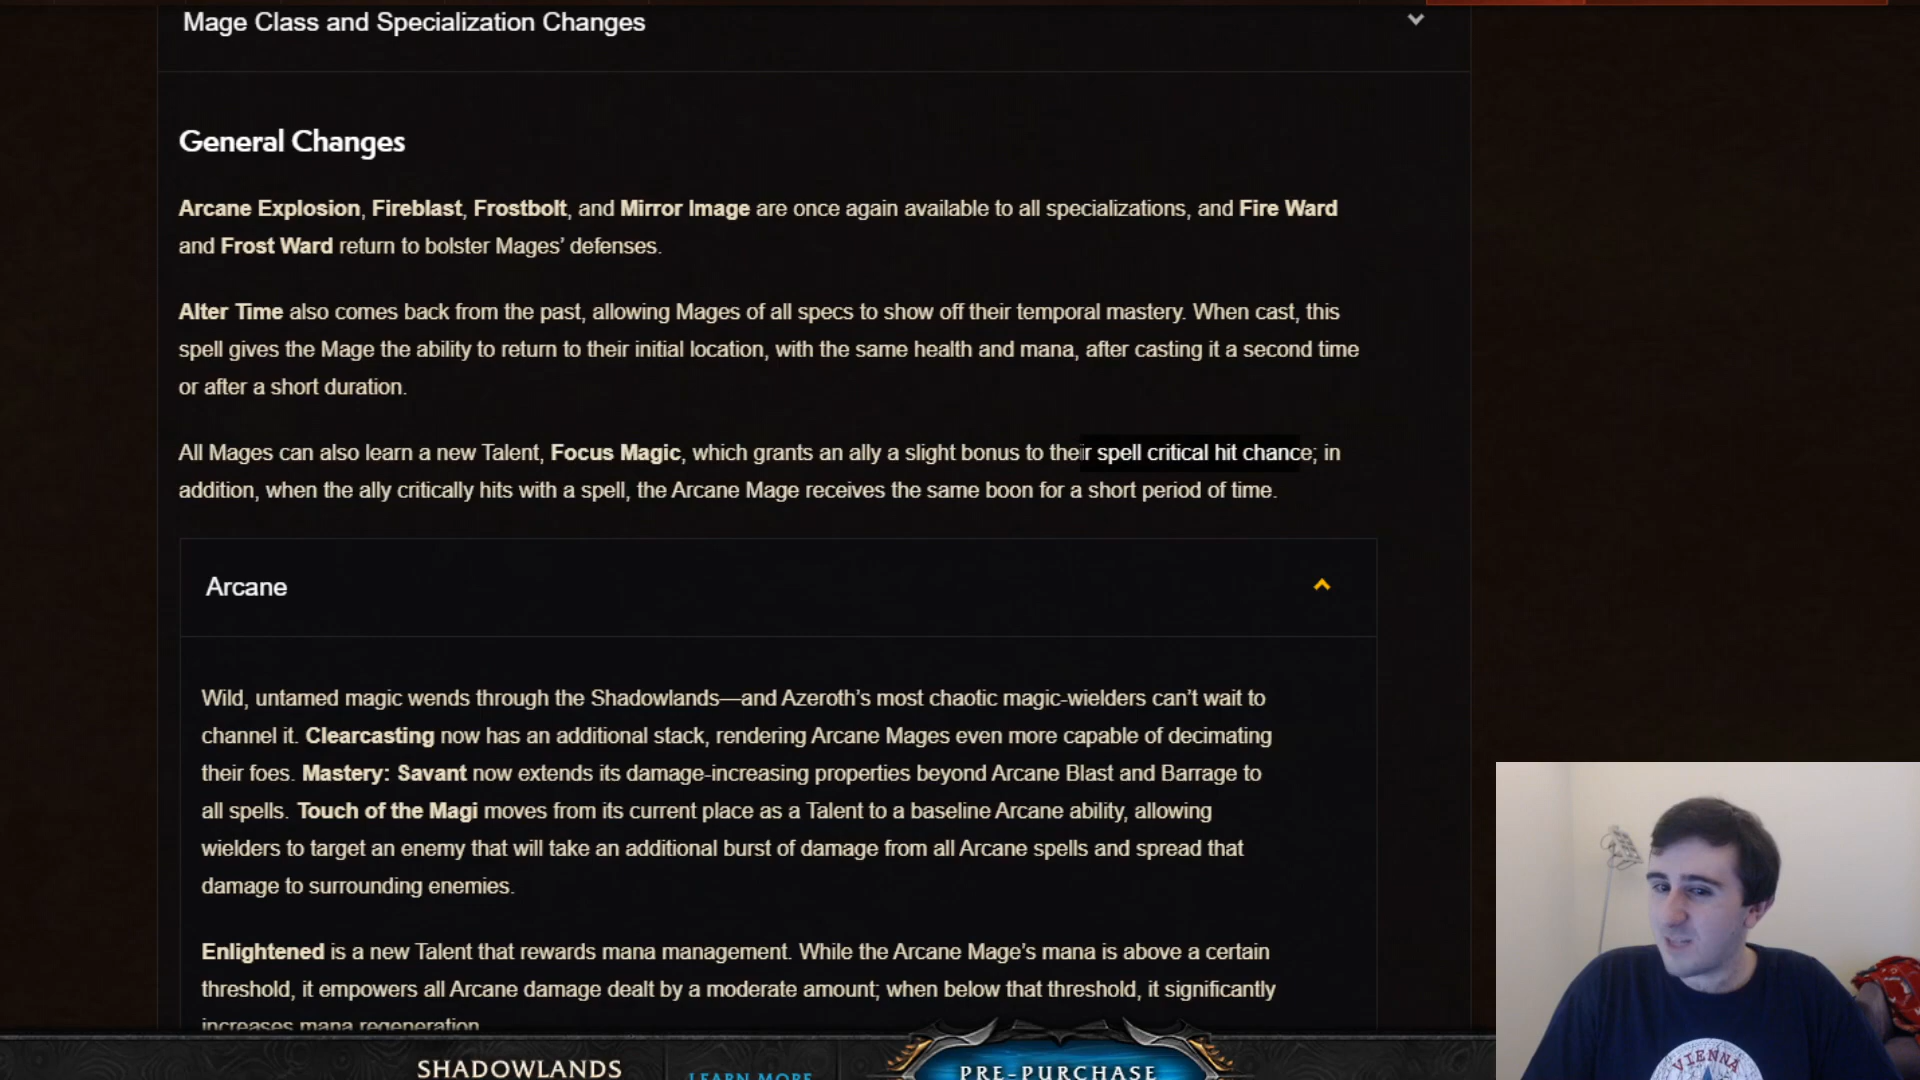 Mage Class and Specialization Changes
General Changes
Arcane Explosion, Fireblast, Frostbolt, and Mirror Image are once again available to all specializations, and Fire Ward
and Frost Ward return to bolster Mages’ defenses.
Alter Time also comes back from the past, allowing Mages of all specs to show off their temporal mastery. When cast, this
spell gives the Mage the ability to return to their initial location, with the same health and mana, after casting it a second time
or after a short duration.
All Mages can also learn a new Talent, Focus Magic, which grants an ally a slight bonus to their spell critical hit chance; in
addition, when the ally critically hits with a spell, the Arcane Mage receives the same boon for a short period of time.
Arcane
Wild, untamed magic wends through the Shadowlands—and Azeroth’s most chaotic magic-wielders can’t wait to
channel it. Clearcasting now has an additional stack, rendering Arcane Mages even more capable of decimating
their foes. Mastery: Savant now extends its damage-increasing properties beyond Arcane Blast and Barrage to
all spells. Touch of the Magi moves from its current place as a Talent to a baseline Arcane ability, allowing
wielders to target an enemy that will take an additional burst of damage from all Arcane spells and spread that
damage to surrounding enemies.
Enlightened is a new Talent that rewards mana management. While the Arcane Mage’s mana is above a certain
threshold, it empowers all Arcane damage dealt by a moderate amount; when below that threshold, it significantly
increases mana regeneration
SHADOWLANDS
LEARN MORE
PRE-PURCHASE
VIENNA